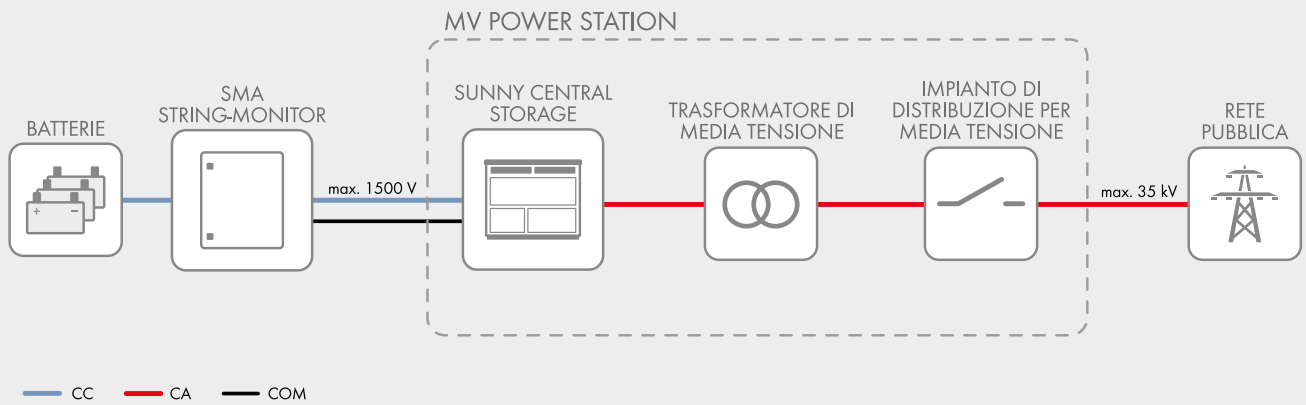 MV POWER STATION
BATTERIE
SMA
STRING-MONITOR
max. 1500 V
SUNNY CENTRAL
STORAGE
TRASFORMATORE DI
MEDIA TENSIONE
IMPIANTO DI
DISTRIBUZIONE PER
MEDIA TENSIONE
max. 35 kV
RETE
PUBBLICA
CC
CA
COM